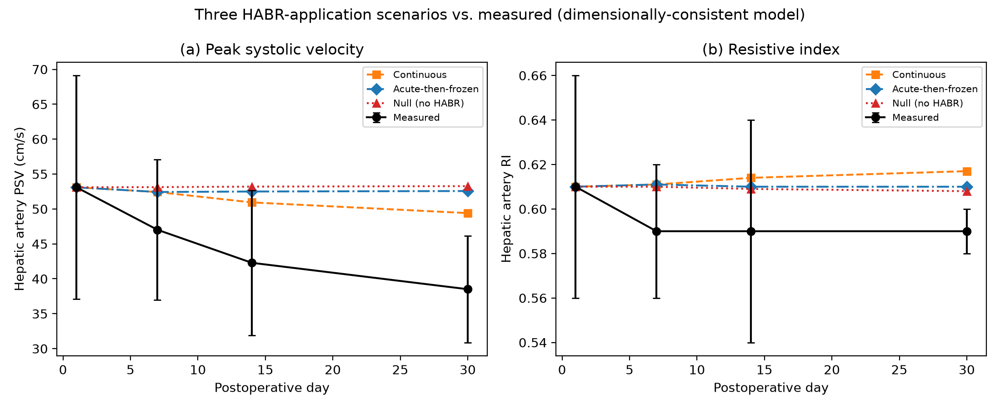 Three HABR-application scenarios vs. measured (dimensionally-consistent model)
(a) Peak systolic velocity
Hepatic artery PSV (cm/s)
70
65
60
55
50
45
40
35
30
0 5 10 15 20 25 30
Postoperative day
Continuous
Acute-then-frozen
Null (no HABR)
Measured
(b) Resistive index
Hepatic artery RI
0.66
0.64
0.62
0.60
0.58
0.56
0.54
0 5 10 15 20 25 30
Postoperative day
Continuous
Acute-then-frozen
Null (no HABR)
Measured